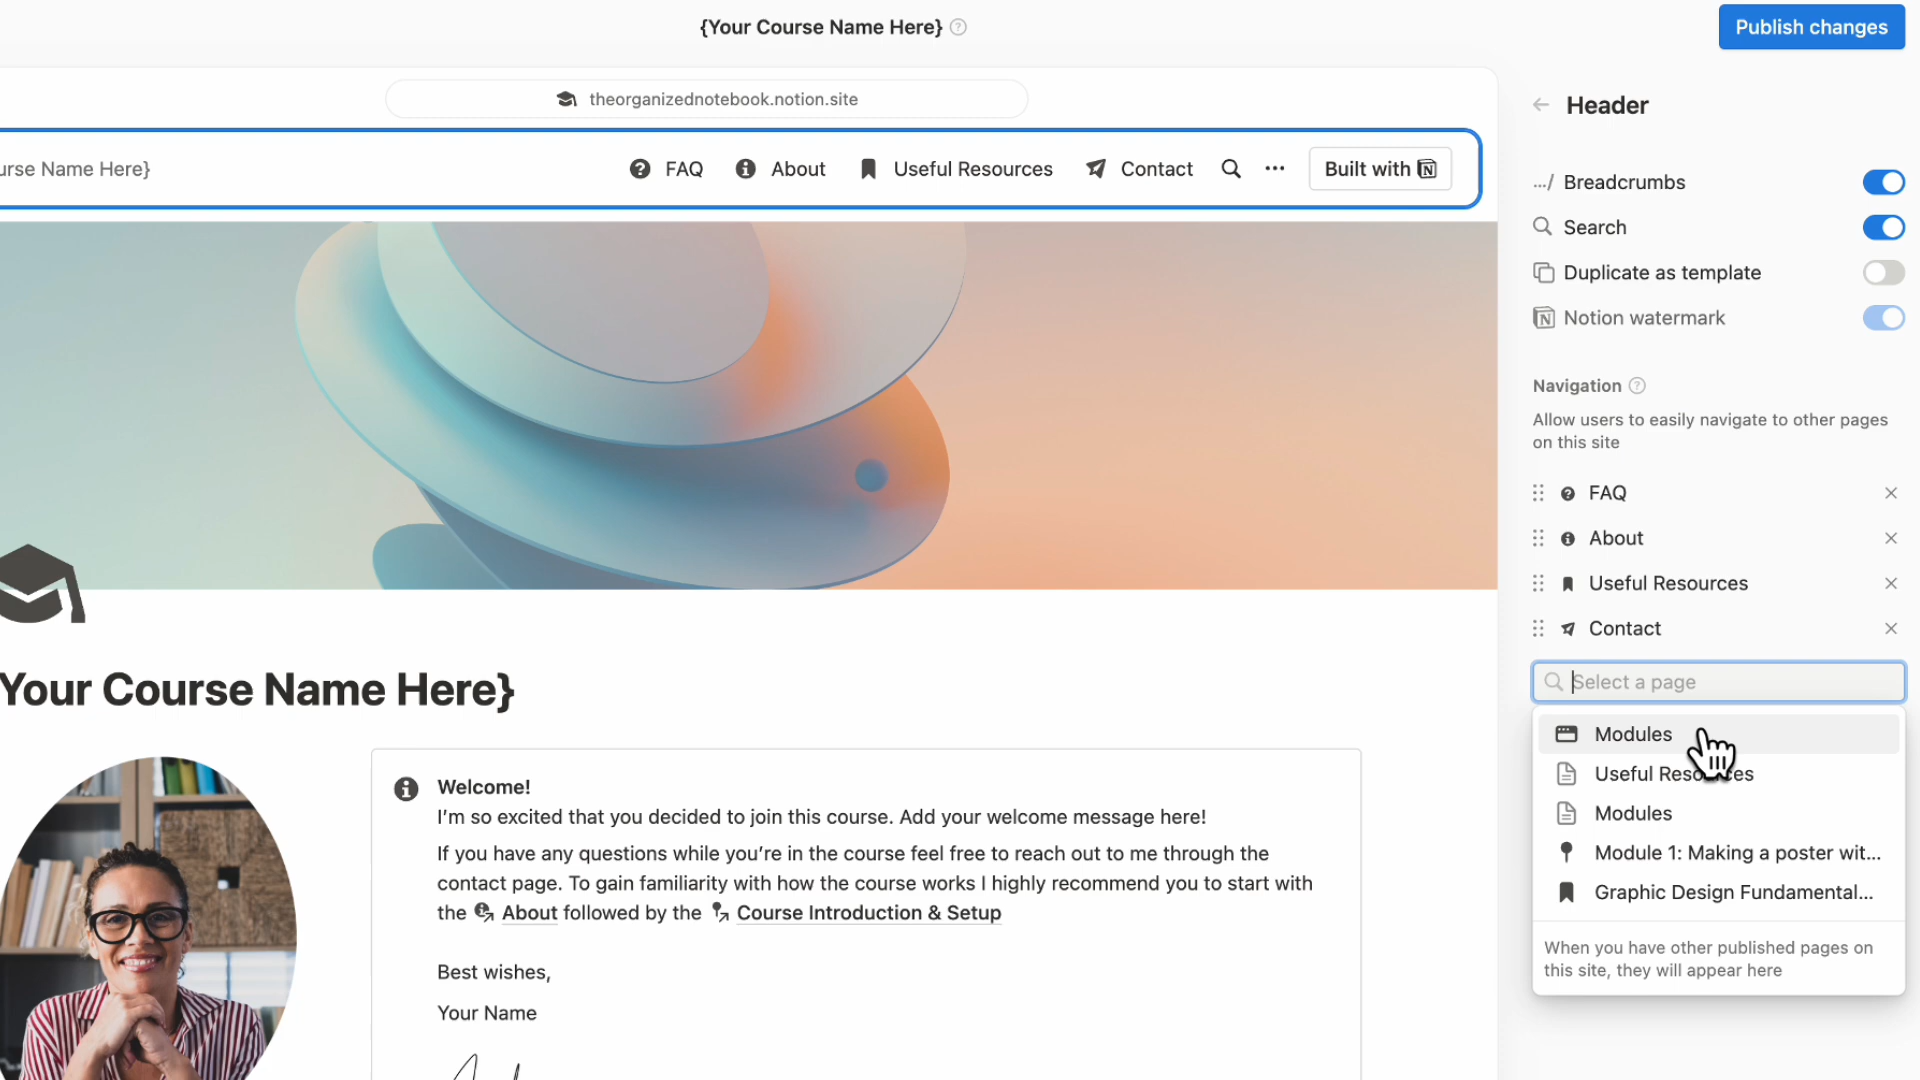 {Your Course Name Here}
Publish changes
theorganizednotebook.notion.site
urse Name Here}
FAQ
About
Useful Resources
Contact
Built with
Your Course Name Here}
Welcome!
I'm so excited that you decided to join this course. Add your welcome message here!
If you have any questions while you're in the course feel free to reach out to me through the
contact page. To gain familiarity with how the course works I highly recommend you to start with
the About followed by the Course Introduction & Setup
Best wishes,
Your Name
Header
Breadcrumbs
Search
Duplicate as template
Notion watermark
Navigation
Allow users to easily navigate to other pages
on this site
FAQ
About
Useful Resources
Contact
Select a page
Modules
Useful Resources
Modules
Module 1: Making a poster wit...
Graphic Design Fundamental...
When you have other published pages on
this site, they will appear here